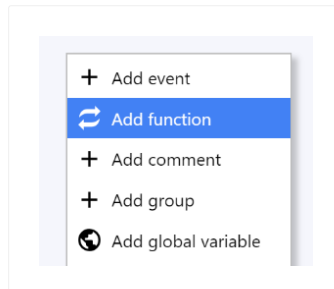 Add event
Add function
Add comment
Add group
Add global variable